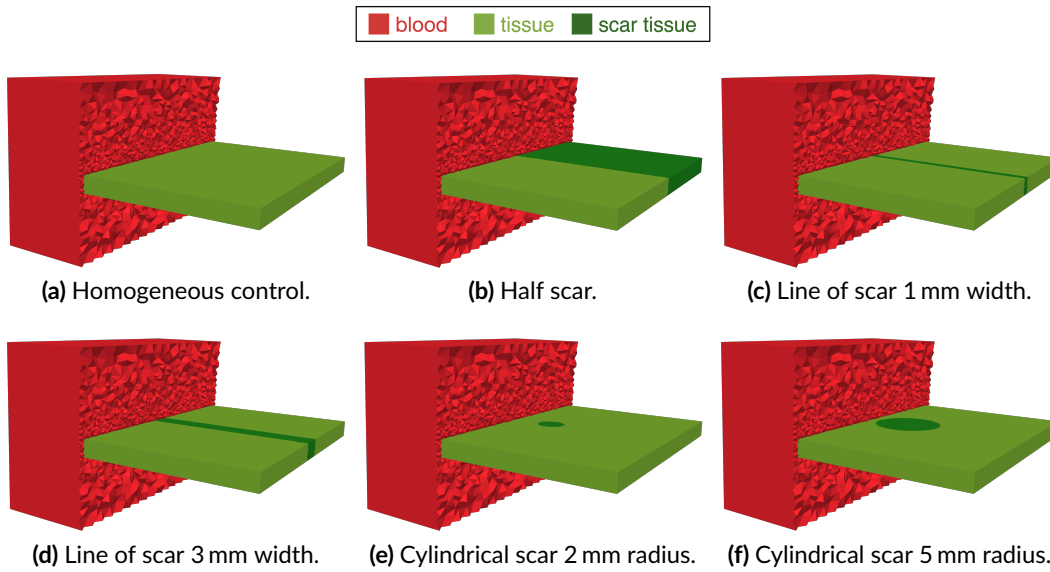 blood tissue scar tissue
(a) Homogeneous control. (b) Half scar. (c) Line of scar 1 mm width.
(d) Line of scar 3 mm width. (e) Cylindrical scar 2 mm radius. (f) Cylindrical scar 5 mm radius.